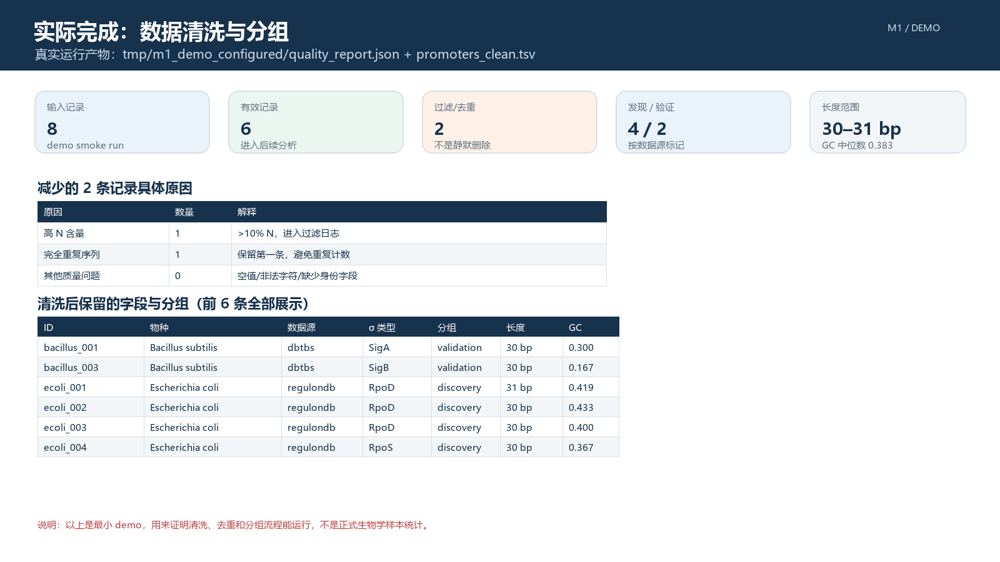 实际完成：数据清洗与分组
M1 / DEMO
真实运行产物：tmp/m1_demo_configured/quality_report.json + promoters_clean.tsv
输入记录
8
demo smoke run
有效记录
6
进入后续分析
过滤/去重
2
不是静默删除
发现 / 验证
4 / 2
按数据源标记
长度范围
30–31 bp
GC 中位数 0.383
减少的 2 条记录具体原因
原因 数量 解释
高 N 含量 1 >10% N，进入过滤日志
完全重复序列 1 保留第一条，避免重复计数
其他质量问题 0 空值/非法字符/缺少身份字段
清洗后保留的字段与分组（前 6 条全部展示）
ID 物种 数据源 σ 类型 分组 长度 GC
bacillus_001 Bacillus subtilis dbtbs SigA validation 30 bp 0.300
bacillus_003 Bacillus subtilis dbtbs SigB validation 30 bp 0.167
ecoli_001 Escherichia coli regulondb RpoD discovery 31 bp 0.419
ecoli_002 Escherichia coli regulondb RpoD discovery 30 bp 0.433
ecoli_003 Escherichia coli regulondb RpoD discovery 30 bp 0.400
ecoli_004 Escherichia coli regulondb RpoS discovery 30 bp 0.367
说明：以上是最小 demo，用来证明清洗、去重和分组流程能运行，不是正式生物学样本统计。